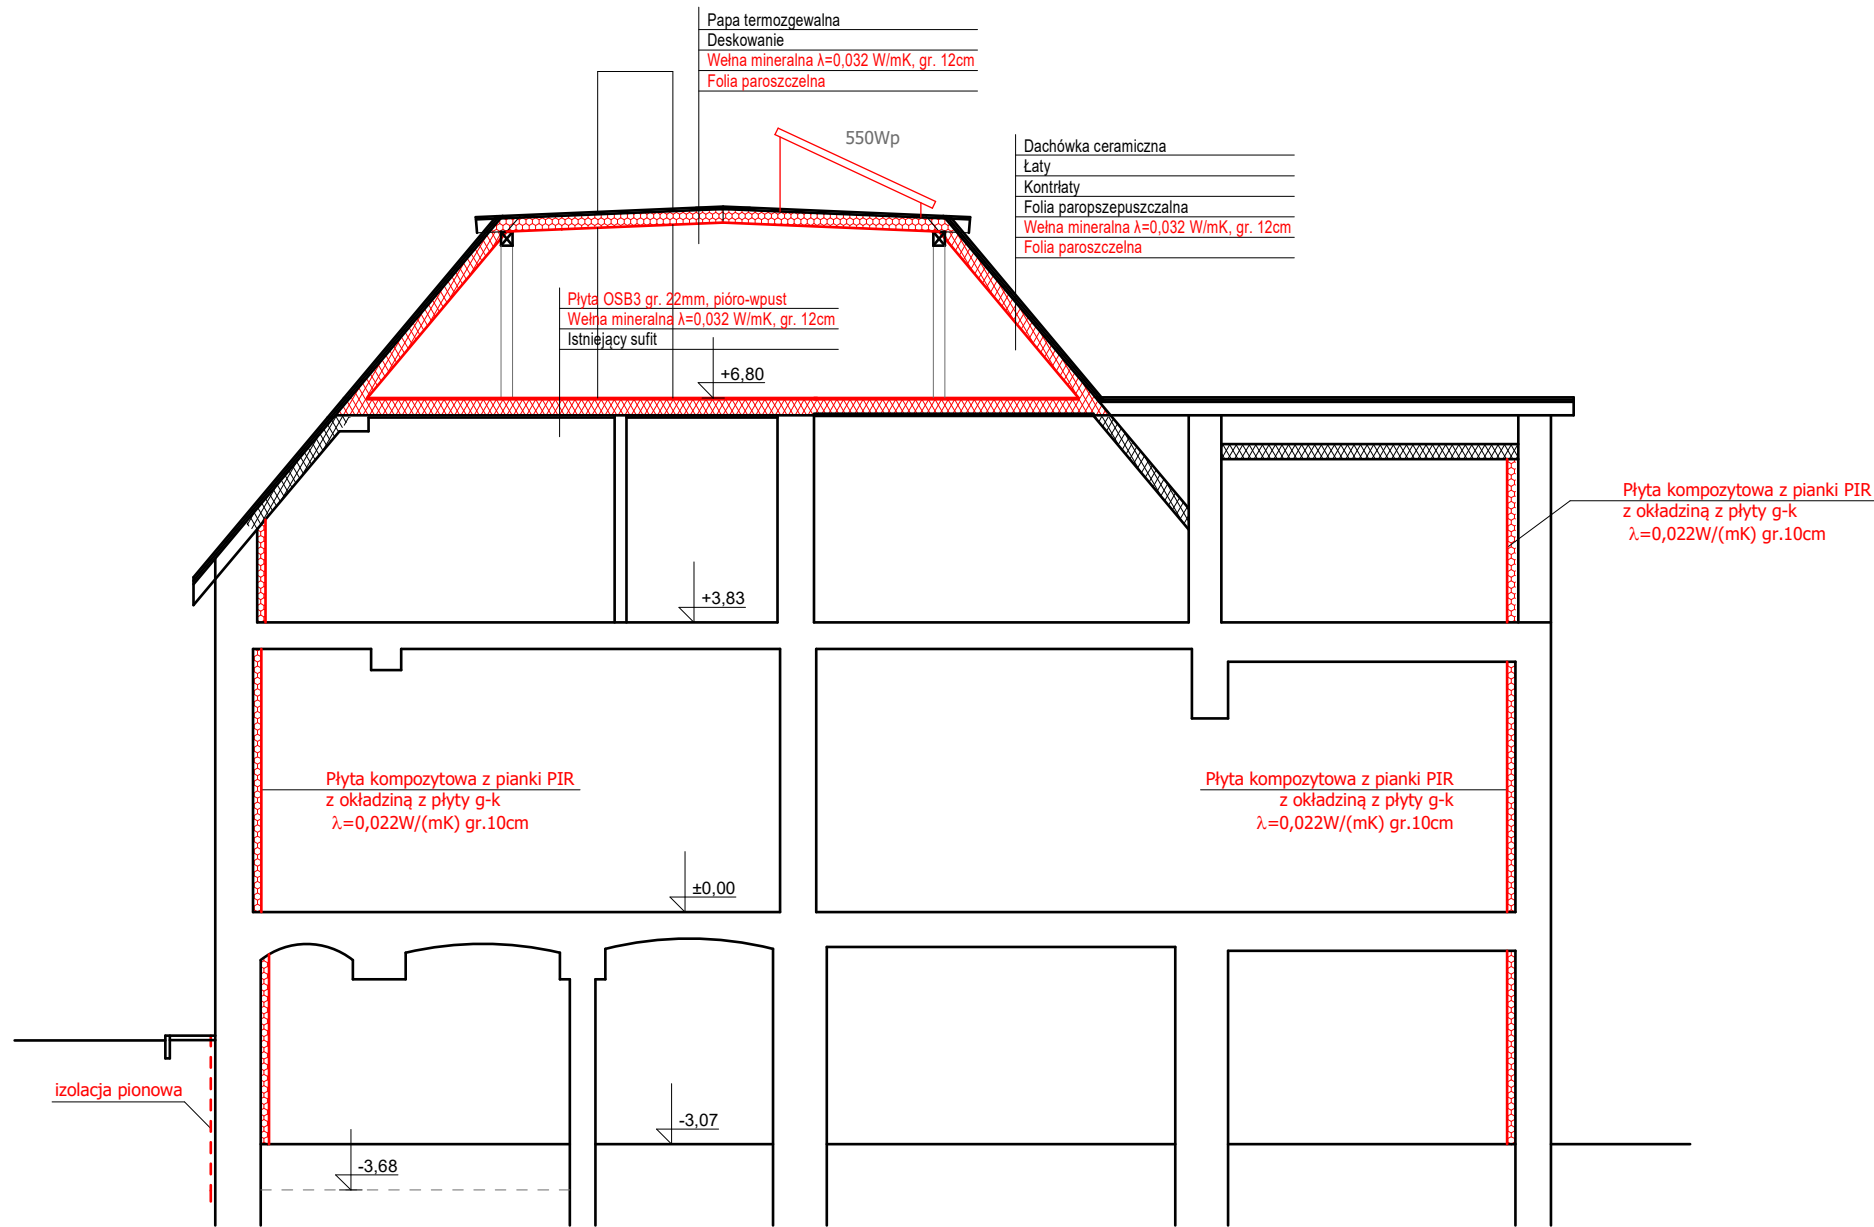 Papa termozgewalna
Deskowanie
Wełna mineralna λ=0,032 W/mK, gr. 12cm
Folia paroszczelna
550Wp
Dachówka ceramiczna
Łaty
Kontrłaty
Folia paropszepuszczalna
Wełna mineralna λ=0,032 W/mK, gr. 12cm
Folia paroszczelna
Płyta OSB3 gr. 22mm, pióro-wpust
Wełna mineralna λ=0,032 W/mK, gr. 12cm
Istniejący sufit
+6,80
Płyta kompozytowa z pianki PIR
z okładziną z płyty g-k
λ=0,022W/(mK) gr.10cm
+3,83
Płyta kompozytowa z pianki PIR
z okładziną z płyty g-k
λ=0,022W/(mK) gr.10cm
Płyta kompozytowa z pianki PIR
z okładziną z płyty g-k
λ=0,022W/(mK) gr.10cm
±0,00
izolacja pionowa
-3,07
-3,68